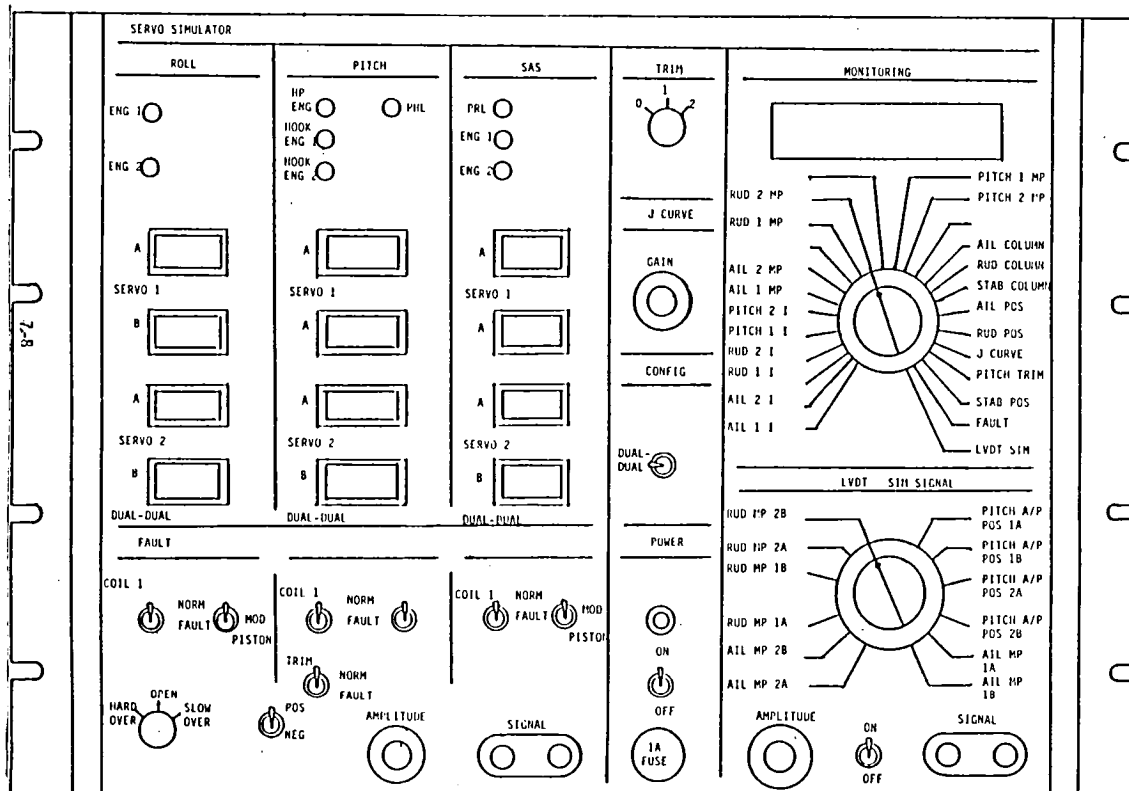 SERVO SIMULATOR
ROLL
ENG 1
ENG 2
A
SERVO 1
B
A
SERVO 2
B
DUAL-DUAL
PITCH
HP
ENG
PHL
HOOK
ENG 1
HOOK
ENG 2
A
SERVO 1
A
A
SERVO 2
B
DUAL-DUAL
SAS
PRL
ENG 1
ENG 2
A
SERVO 1
A
A
SERVO 2
B
DUAL-DUAL
TRIM
0
1
2
J CURVE
GAIN
CONFIG
DUAL-
DUAL
POWER
ON
OFF
1A
FUSE
MONITORING
RUD 2 MP
RUD 1 MP
AIL 2 MP
AIL 1 MP
PITCH 2 I
PITCH 1 I
RUD 2 I
RUD 1 I
AIL 2 I
AIL 1 I
PITCH 1 MP
PITCH 2 MP
AIL COLUMN
RUD COLUMN
STAB COLUMN
AIL POS
RUD POS
J CURVE
PITCH TRIM
STAB POS
FAULT
LVDT SIM
LVDT SIM SIGNAL
RUD MP 2B
RUD MP 2A
RUD MP 1B
RUD MP 1A
AIL MP 2B
AIL MP 2A
PITCH A/P
POS 1A
PITCH A/P
POS 1B
PITCH A/P
POS 2A
PITCH A/P
POS 2B
AIL MP
1A
AIL MP
1B
AMPLITUDE
ON
OFF
SIGNAL
FAULT
COIL 1
NORM
FAULT
MOD
PISTON
COIL 1
NORM
FAULT
TRIM
NORM
FAULT
COIL 1
NORM
FAULT
MOD
PISTON
HARD
OVER
OPEN
SLOW
OVER
POS
NEG
AMPLITUDE
SIGNAL
7-8